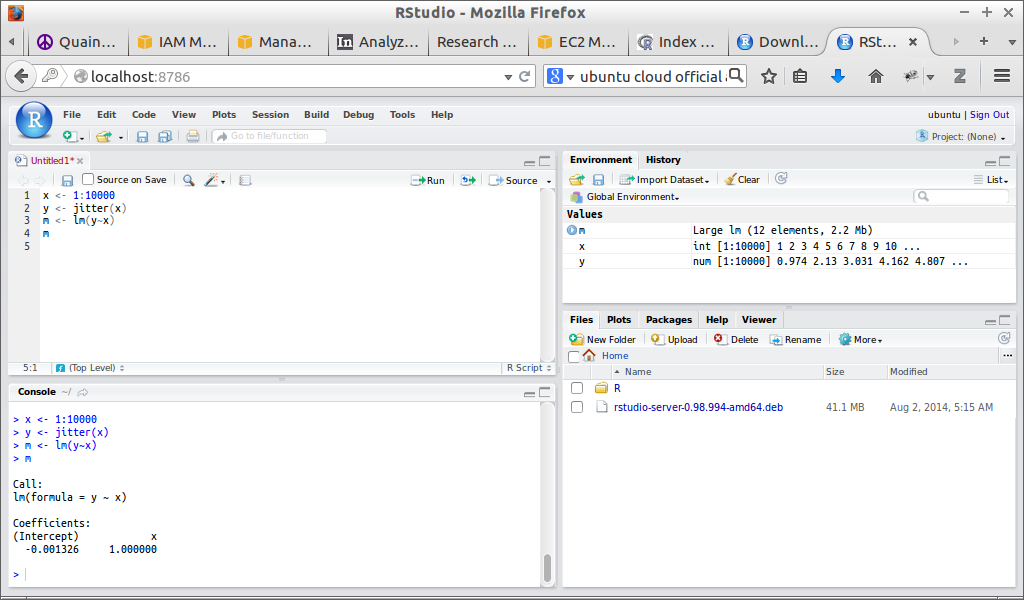 RStudio - Mozilla Firefox
Quain... IAM M... Mana... In Analyz... Research ... EC2 M... Index ... R Downl... R RSt...
localhost:8786 8 ubuntu cloud official Z
R File Edit Code View Plots Session Build Debug Tools Help ubuntu | Sign Out
Go to file/function Project: (None)
Untitled1*
Source on Save Run Source
1 x <- 1:10000
2 y <- jitter(x)
3 m <- lm(y~x)
4 m
5
5:1 (Top Level) R Script
Console ~/
> x <- 1:10000
> y <- jitter(x)
> m <- lm(y~x)
> m
Call:
lm(formula = y ~ x)
Coefficients:
(Intercept) x
-0.001326 1.000000
>
Environment History
Import Dataset Clear List
Global Environment
Values
m Large lm (12 elements, 2.2 Mb)
x int [1:10000] 1 2 3 4 5 6 7 8 9 10 ...
y num [1:10000] 0.974 2.13 3.031 4.162 4.807 ...
Files Plots Packages Help Viewer
New Folder Upload Delete Rename More
Home ...
Name Size Modified
R
rstudio-server-0.98.994-amd64.deb 41.1 MB Aug 2, 2014, 5:15 AM